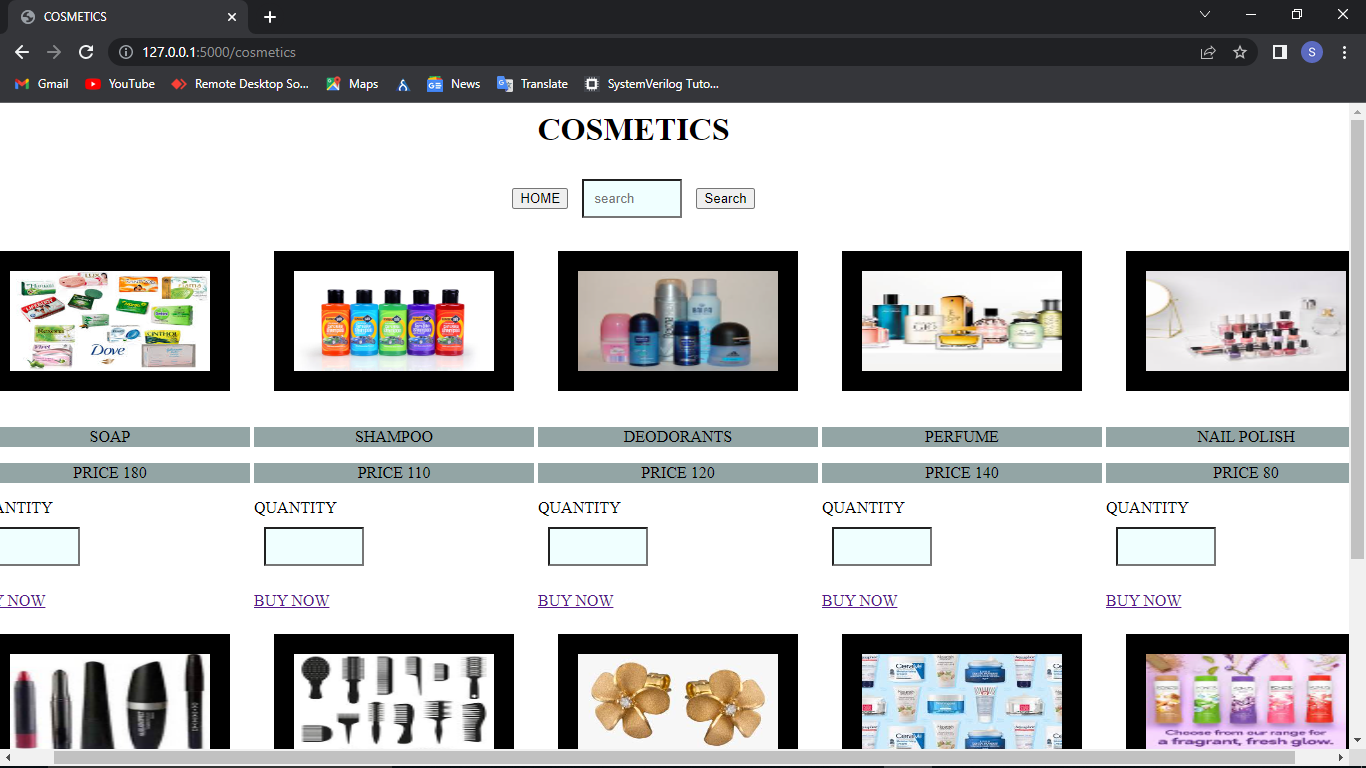 COSMETICS
127.0.0.1:5000/cosmetics
S
Gmail YouTube Remote Desktop So... Maps News Translate SystemVerilog Tuto...
COSMETICS
HOME search Search
LUX
Dove
SOAP SHAMPOO DEODORANTS PERFUME NAIL POLISH
PRICE 180 PRICE 110 PRICE 120 PRICE 140 PRICE 80
ANTITY QUANTITY QUANTITY QUANTITY QUANTITY
Y NOW BUY NOW BUY NOW BUY NOW BUY NOW
CeraVe
Choose from our range for
a fragrant, fresh glow.